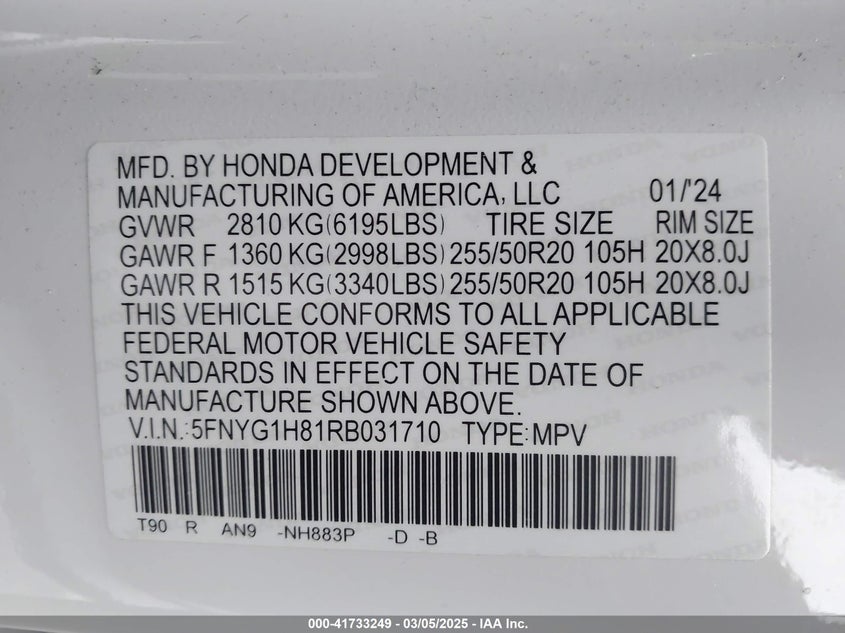 MFD. BY HONDA DEVELOPMENT &
MANUFACTURING OF AMERICA, LLC 01/'24
GVWR 2810 KG(6195LBS) TIRE SIZE RIM SIZE
GAWR F 1360 KG(2998LBS) 255/50R20 105H 20X8.0J
GAWR R 1515 KG(3340LBS) 255/50R20 105H 20X8.0J
THIS VEHICLE CONFORMS TO ALL APPLICABLE
FEDERAL MOTOR VEHICLE SAFETY
STANDARDS IN EFFECT ON THE DATE OF
MANUFACTURE SHOWN ABOVE.
V.I.N.:5FNYG1H81RB031710 TYPE:MPV
T90 R AN9 -NH883P -D -B
000-41733249 - 03/05/2025 - IAA Inc.